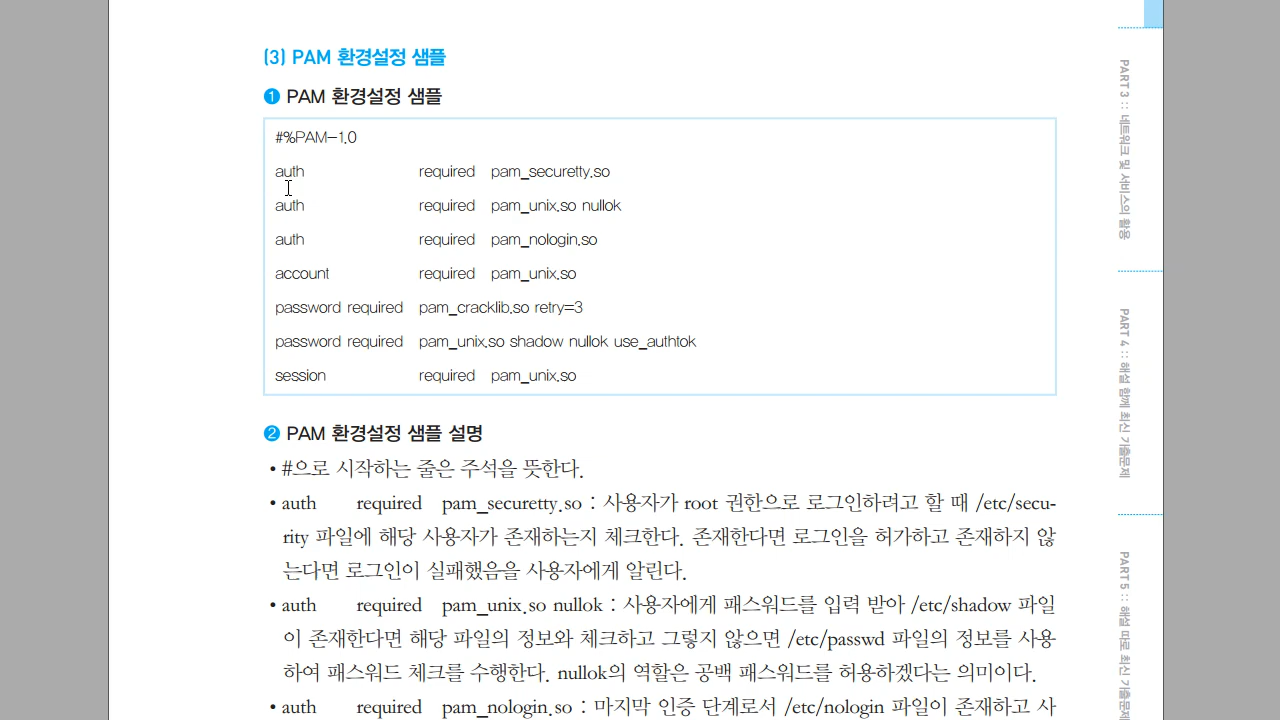 (3) PAM 환경설정 샘플
❶ PAM 환경설정 샘플
#%PAM-1.0
auth required pam_securetty.so
auth required pam_unix.so nullok
auth required pam_nologin.so
account required pam_unix.so
password required pam_cracklib.so retry=3
password required pam_unix.so shadow nullok use_authtok
session required pam_unix.so
❷ PAM 환경설정 샘플 설명
• #으로 시작하는 줄은 주석을 뜻한다.
• auth required pam_securetty.so : 사용자가 root 권한으로 로그인하려고 할 때 /etc/secu-
rity 파일에 해당 사용자가 존재하는지 체크한다. 존재한다면 로그인을 허가하고 존재하지 않
는다면 로그인이 실패했음을 사용자에게 알린다.
• auth required pam_unix.so nullok : 사용자에게 패스워드를 입력 받아 /etc/shadow 파일
이 존재한다면 해당 파일의 정보와 체크하고 그렇지 않으면 /etc/passwd 파일의 정보를 사용
하여 패스워드 체크를 수행한다. nullok의 역할은 공백 패스워드를 허용하겠다는 의미이다.
• auth required pam_nologin.so : 마지막 인증 단계로서 /etc/nologin 파일이 존재하고 사
PART 3 :: 네트워크 및 서비스의 활용
PART 4 :: 해설 함께 최신 기출문제
PART 5 :: 해설 따로 최신 기출문제